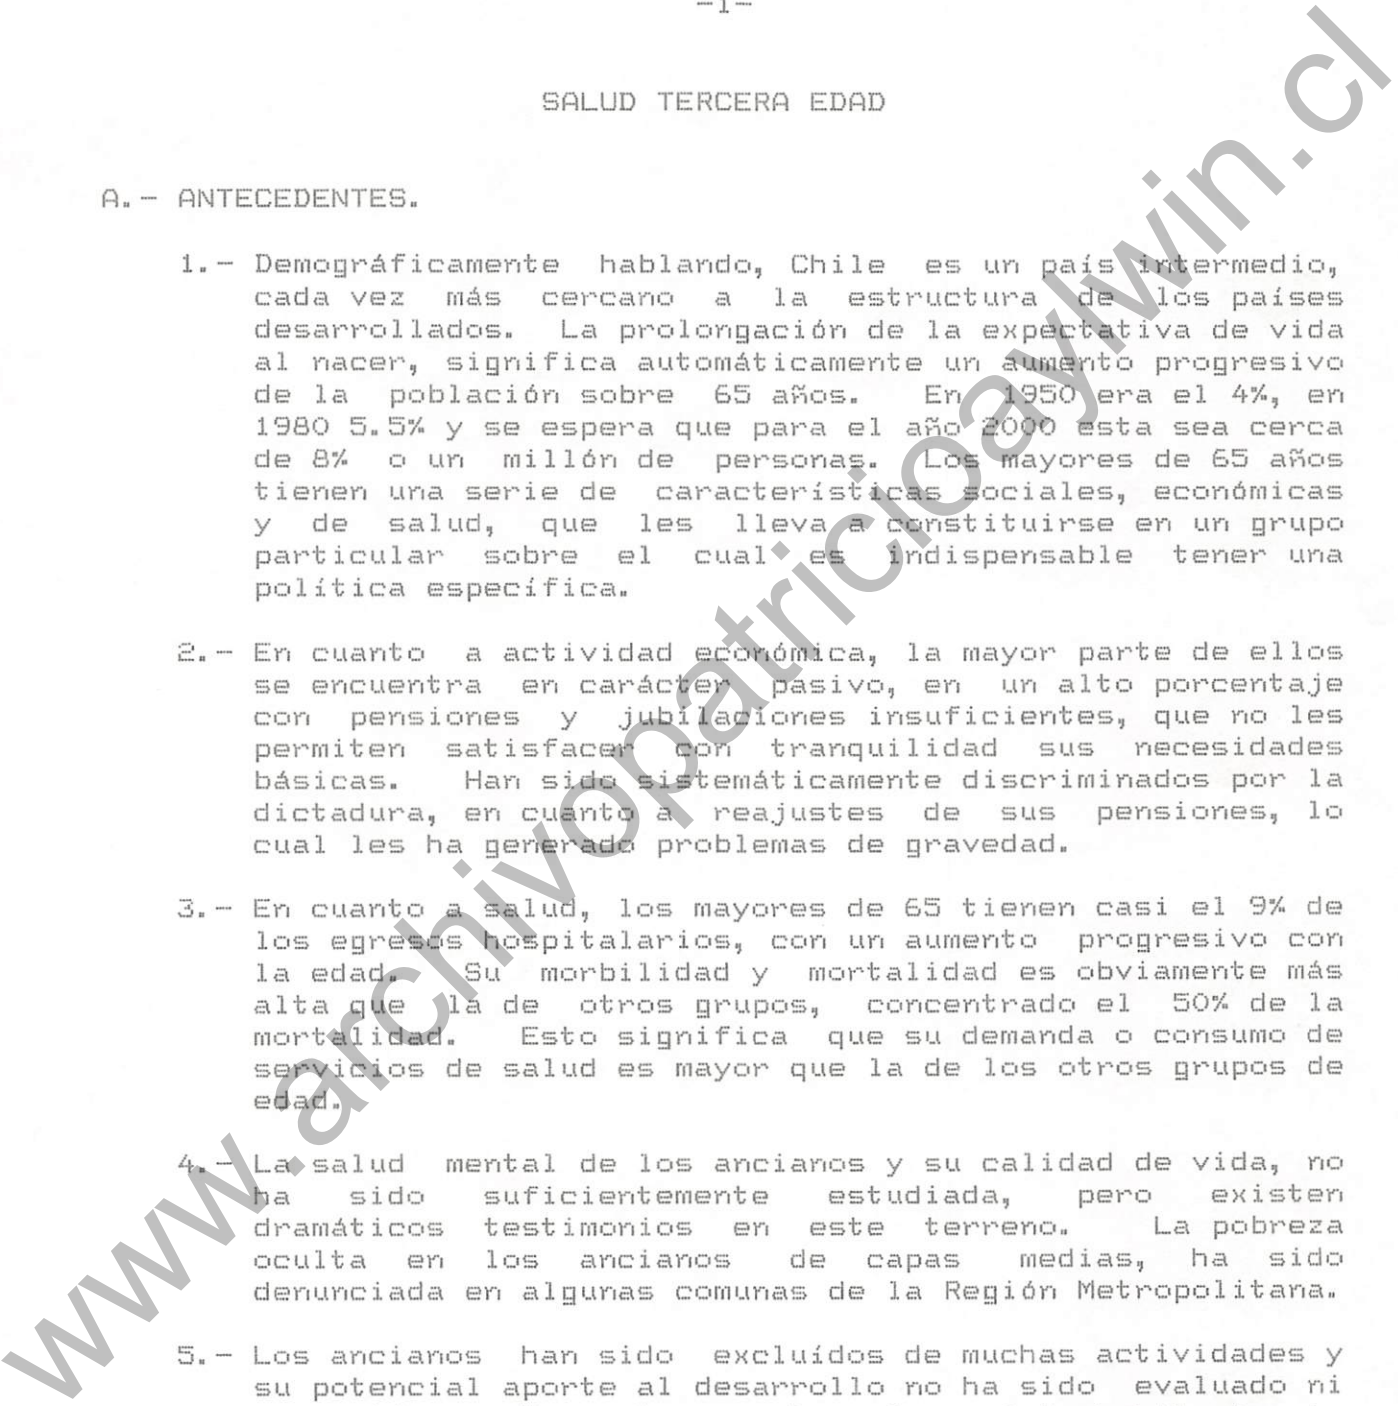 -1-
SALUD TERCERA EDAD
A.- ANTECEDENTES.
1.- Demográficamente hablando, Chile es un país intermedio,
cada vez más cercano a la estructura de los países
desarrollados. La prolongación de la expectativa de vida
al nacer, significa automáticamente un aumento progresivo
de la población sobre 65 años. En 1950 era el 4%, en
1980 5.5% y se espera que para el año 2000 esta sea cerca
de 8% o un millón de personas. Los mayores de 65 años
tienen una serie de características sociales, económicas
y de salud, que les lleva a constituirse en un grupo
particular sobre el cual es indispensable tener una
política específica.
2.- En cuanto a actividad económica, la mayor parte de ellos
se encuentra en carácter pasivo, en un alto porcentaje
con pensiones y jubilaciones insuficientes, que no les
permiten satisfacer con tranquilidad sus necesidades
básicas. Han sido sistemáticamente discriminados por la
dictadura, en cuanto a reajustes de sus pensiones, lo
cual les ha generado problemas de gravedad.
3.- En cuanto a salud, los mayores de 65 tienen casi el 9% de
los egresos hospitalarios, con un aumento progresivo con
la edad. Su morbilidad y mortalidad es obviamente más
alta que la de otros grupos, concentrado el 50% de la
mortalidad. Esto significa que su demanda o consumo de
servicios de salud es mayor que la de los otros grupos de
edad.
4.- La salud mental de los ancianos y su calidad de vida, no
ha sido suficientemente estudiada, pero existen
dramáticos testimonios en este terreno. La pobreza
oculta en los ancianos de capas medias, ha sido
denunciada en algunas comunas de la Región Metropolitana.
5.- Los ancianos han sido excluídos de muchas actividades y
su potencial aporte al desarrollo no ha sido evaluado ni
www.archivopatricioaylwin.cl